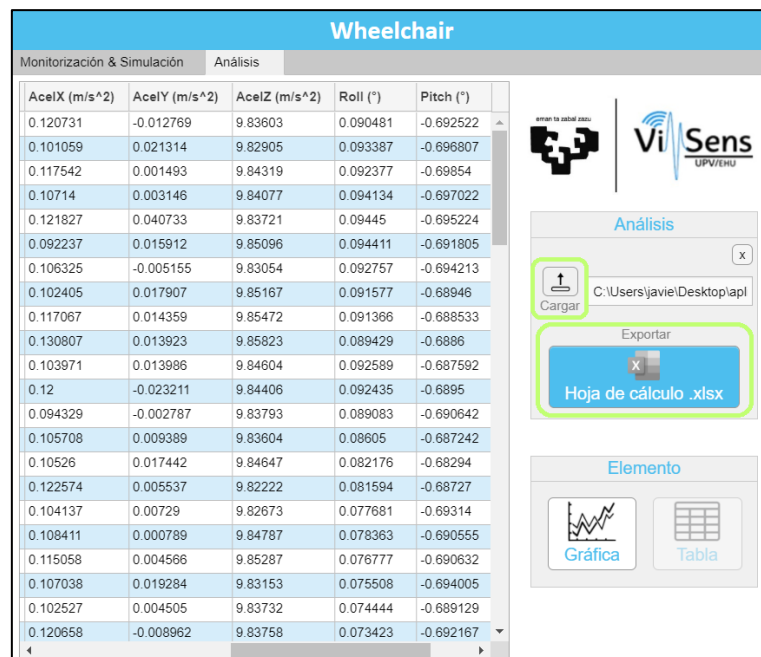 Wheelchair
Monitorización & Simulación Análisis
AcelX (m/s^2) AcelY (m/s^2) AcelZ (m/s^2) Roll (°) Pitch (°)
0.120731 -0.012769 9.83603 0.090481 -0.692522
0.101059 0.021314 9.82905 0.093387 -0.696807
0.117542 0.001493 9.84319 0.092377 -0.69854
0.10714 0.003146 9.84077 0.094134 -0.697022
0.121827 0.040733 9.83721 0.09445 -0.695224
0.092237 0.015912 9.85096 0.094411 -0.691805
0.106325 -0.005155 9.83054 0.092757 -0.694213
0.102405 0.017907 9.85167 0.091577 -0.68946
0.117067 0.014359 9.85472 0.091366 -0.688533
0.130807 0.013923 9.85823 0.089429 -0.6886
0.103971 0.013986 9.84604 0.092589 -0.687592
0.12 -0.023211 9.84406 0.092435 -0.6895
0.094329 -0.002787 9.83793 0.089083 -0.690642
0.105708 0.009389 9.83604 0.08605 -0.687242
0.10526 0.017442 9.84647 0.082176 -0.68294
0.122574 0.005537 9.82222 0.081594 -0.68727
0.104137 0.00729 9.82673 0.077681 -0.69314
0.108411 0.000789 9.84787 0.078363 -0.690555
0.115058 0.004566 9.85287 0.076777 -0.690632
0.107038 0.019284 9.83153 0.075508 -0.694005
0.102527 0.004505 9.83732 0.074444 -0.689129
0.120658 -0.008962 9.83758 0.073423 -0.692167
eman ta zabal zazu
ViSens
UPV/EHU
Análisis
x
Cargar
C:\Users\javie\Desktop\apl
Exportar
X
Hoja de cálculo .xlsx
Elemento
Gráfica
Tabla